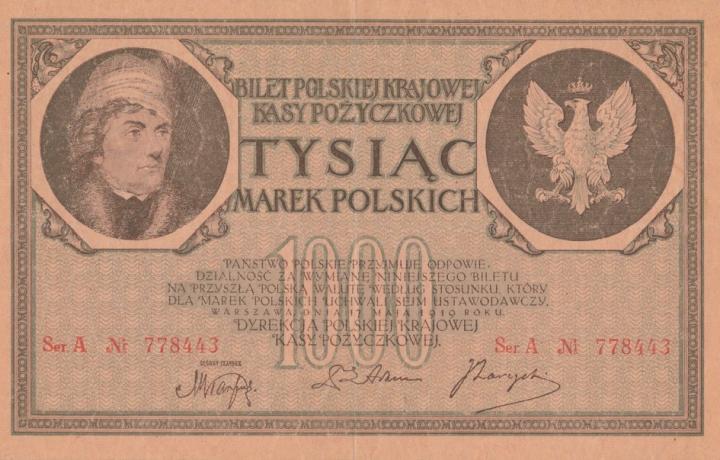 BILET POLSKIEJ KRAJOWEJ
KASY POŻYCZKOWEJ
TYSIĄC
MAREK POLSKICH
1000
PAŃSTWO POLSKIE PRZYJMUJE ODPOWIE-
DZIALNOŚĆ ZA WYMIANĘ NINIEJSZEGO BILETU
NA PRZYSZŁĄ POLSKĄ WALUTĘ WEDŁUG STOSUNKU, KTÓRY
DLA MAREK POLSKICH UCHWALI SEJM USTAWODAWCZY.
WARSZAWA, DNIA 17 MAJA 1919 ROKU.
DYREKCJA POLSKIEJ KRAJOWEJ
KASY POŻYCZKOWEJ.
Ser. A № 778443
Ser. A № 778443